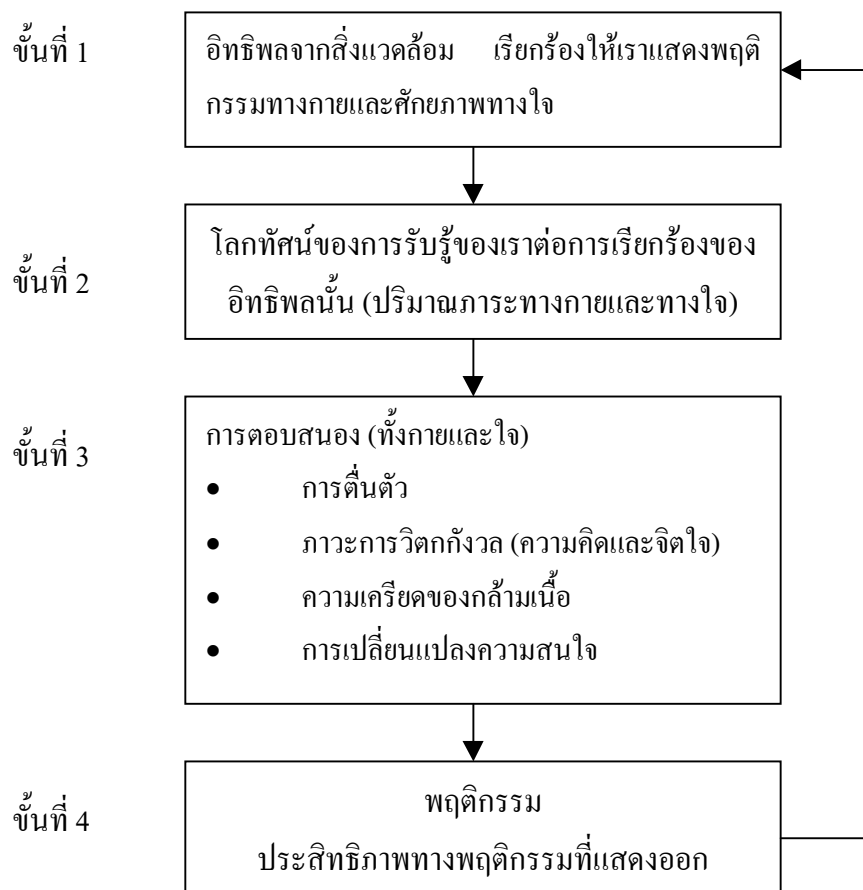 ขั้นที่ 1
อิทธิพลจากสิ่งแวดล้อม เรียกร้องให้เราแสดงพฤติ
กรรมทางกายและศักยภาพทางใจ
ขั้นที่ 2
โลกทัศน์ของการรับรู้ของเราต่อการเรียกร้องของ
อิทธิพลนั้น (ปริมาณภาระทางกายและทางใจ)
ขั้นที่ 3
การตอบสนอง (ทั้งกายและใจ)
• การตื่นตัว
• ภาวะการวิตกกังวล (ความคิดและจิตใจ)
• ความเครียดของกล้ามเนื้อ
• การเปลี่ยนแปลงความสนใจ
ขั้นที่ 4
พฤติกรรม
ประสิทธิภาพทางพฤติกรรมที่แสดงออก